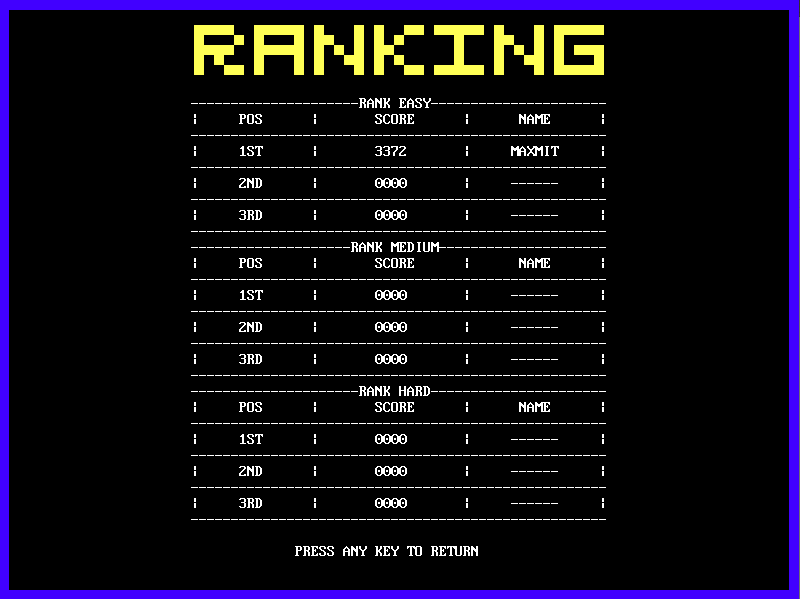 RANKING
---------------------RANK EASY----------------------
| POS | SCORE | NAME |
----------------------------------------------------
| 1ST | 3372 | MAXMIT |
----------------------------------------------------
| 2ND | 0000 | ------ |
----------------------------------------------------
| 3RD | 0000 | ------ |
----------------------------------------------------
--------------------RANK MEDIUM---------------------
| POS | SCORE | NAME |
----------------------------------------------------
| 1ST | 0000 | ------ |
----------------------------------------------------
| 2ND | 0000 | ------ |
----------------------------------------------------
| 3RD | 0000 | ------ |
----------------------------------------------------
---------------------RANK HARD----------------------
| POS | SCORE | NAME |
----------------------------------------------------
| 1ST | 0000 | ------ |
----------------------------------------------------
| 2ND | 0000 | ------ |
----------------------------------------------------
| 3RD | 0000 | ------ |
----------------------------------------------------
PRESS ANY KEY TO RETURN